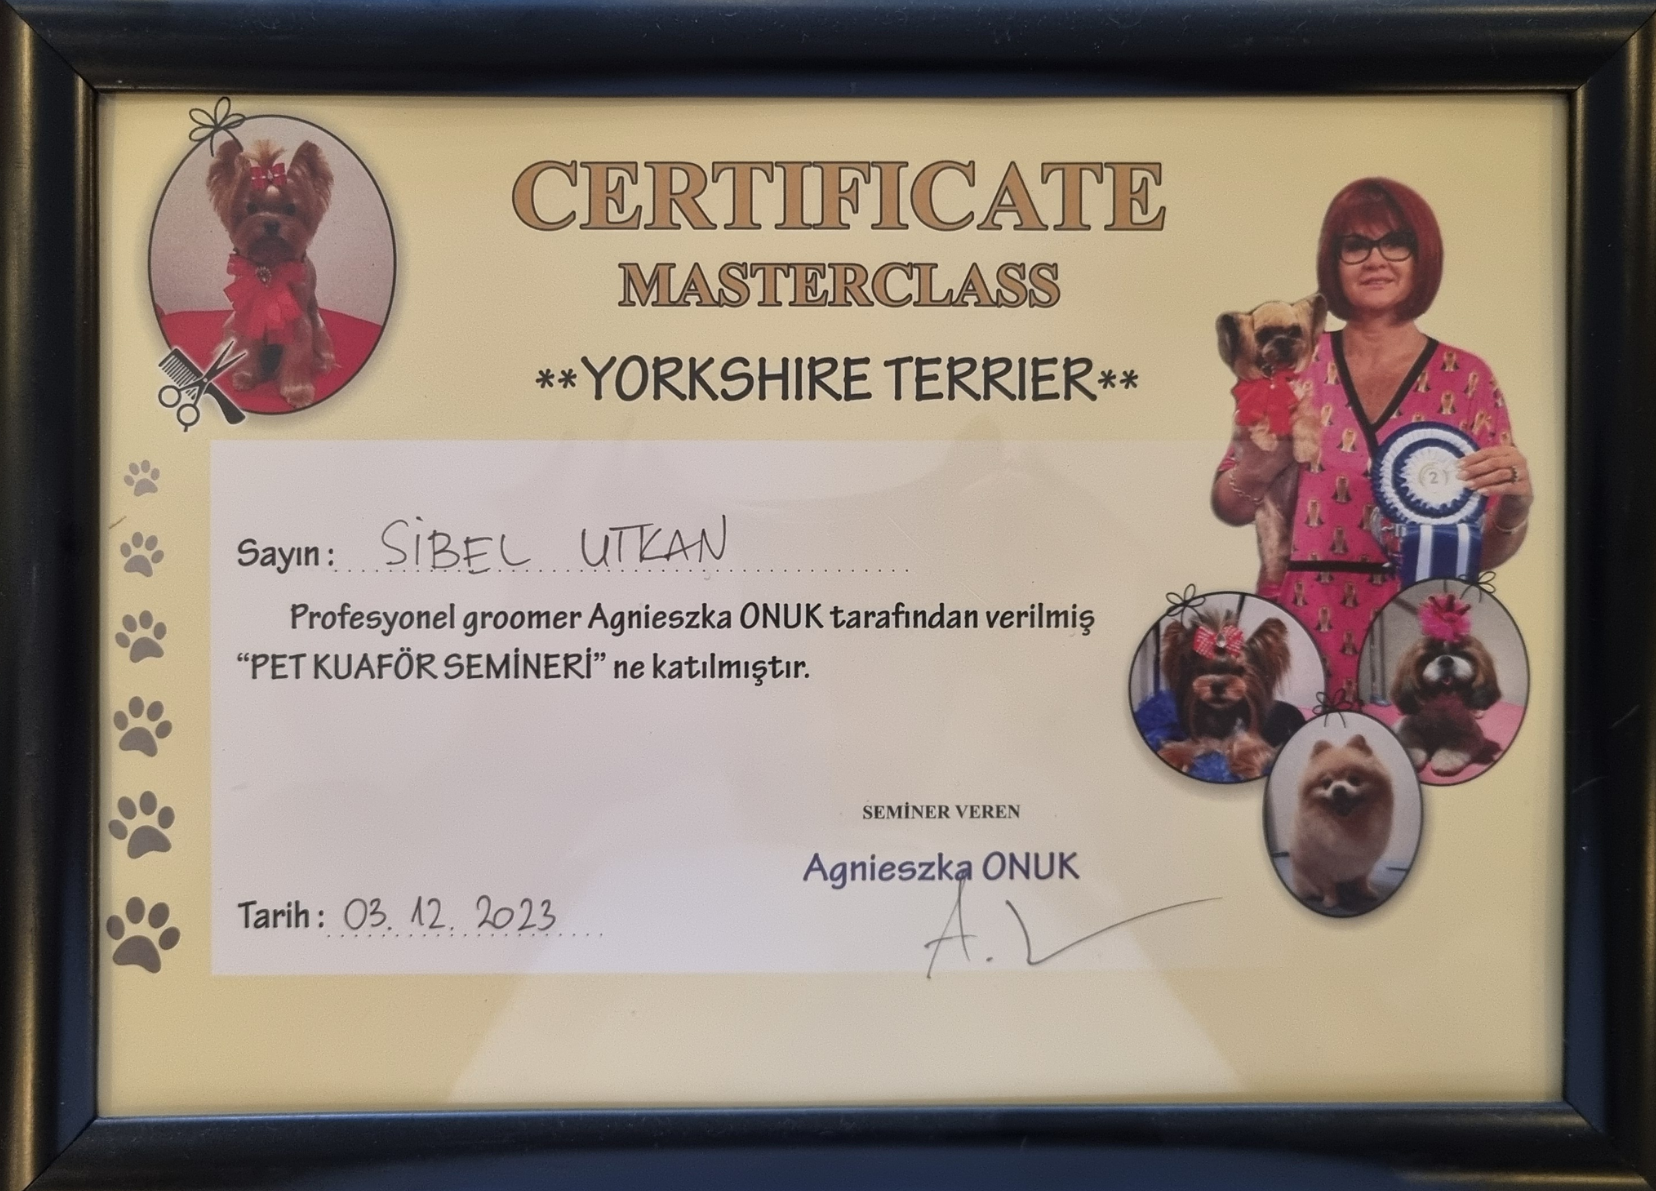 CERTIFICATE
MASTERCLASS
**YORKSHIRE TERRIER**
2
Sayın: SİBEL UTKAN
Profesyonel groomer Agnieszka ONUK tarafından verilmiş
“PET KUAFÖR SEMİNERİ” ne katılmıştır.
SEMİNER VEREN
Agnieszka ONUK
Tarih: 03. 12. 2023